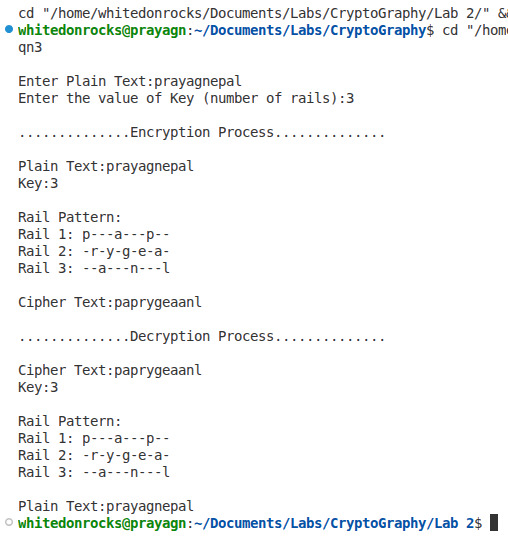 cd "/home/whitedonrocks/Documents/Labs/CryptoGraphy/Lab 2/" &&
whitedonrocks@prayagn:~/Documents/Labs/CryptoGraphy$ cd "/home
qn3
Enter Plain Text:prayagnepal
Enter the value of Key (number of rails):3
..............Encryption Process..............
Plain Text:prayagnepal
Key:3
Rail Pattern:
Rail 1: p---a---p--
Rail 2: -r-y-g-e-a-
Rail 3: --a---n---l
Cipher Text:paprygeaanl
..............Decryption Process..............
Cipher Text:paprygeaanl
Key:3
Rail Pattern:
Rail 1: p---a---p--
Rail 2: -r-y-g-e-a-
Rail 3: --a---n---l
Plain Text:prayagnepal
whitedonrocks@prayagn:~/Documents/Labs/CryptoGraphy/Lab 2$